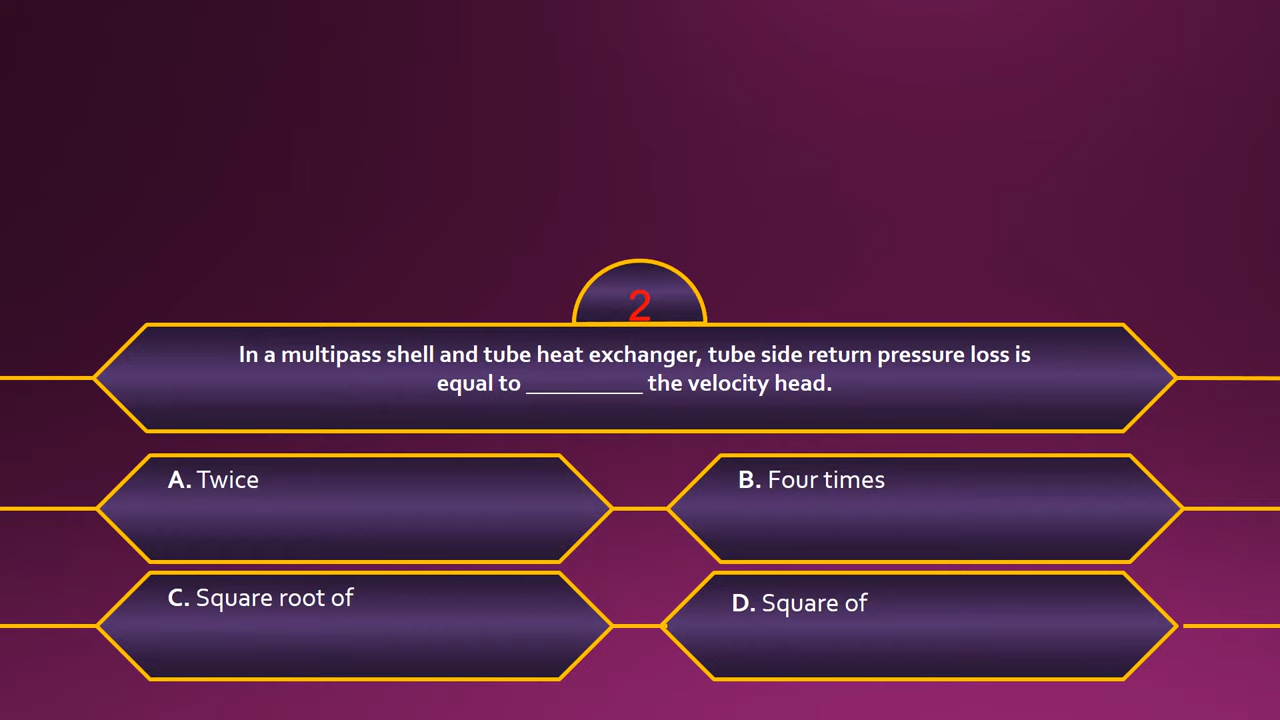 2
In a multipass shell and tube heat exchanger, tube side return pressure loss is
equal to __________ the velocity head.
A. Twice
B. Four times
C. Square root of
D. Square of